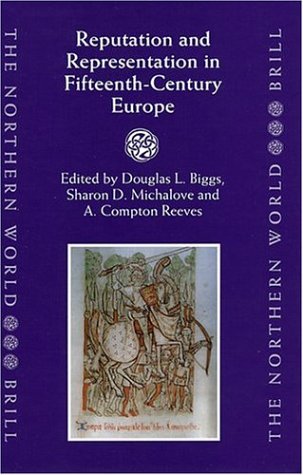 Reputation and
Representation in
Fifteenth-Century
Europe
Edited by Douglas L. Biggs,
Sharon D. Michalove and
A. Compton Reeves
THE NORTHERN WORLD
BRILL
THE NORTHERN WORLD
BRILL